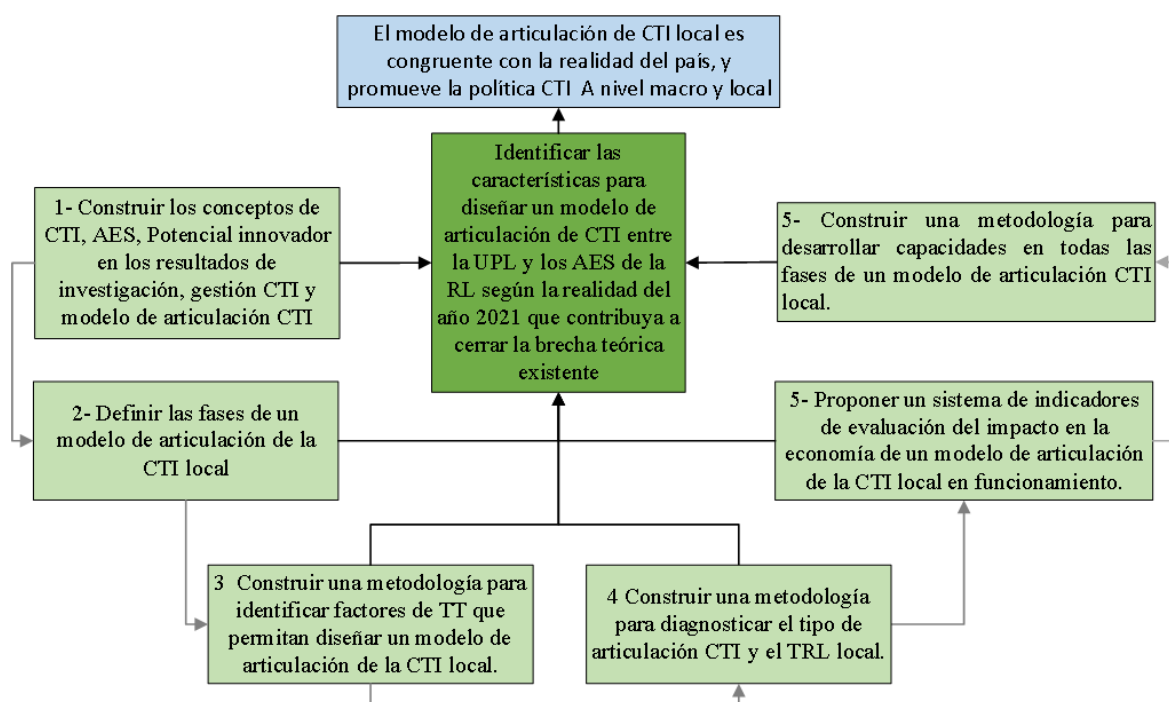 El modelo de articulación de CTI local es
congruente con la realidad del país, y
promueve la política CTI A nivel macro y local
Identificar las
características para
diseñar un modelo de
articulación de CTI entre
la UPL y los AES de la
RL según la realidad del
año 2021 que contribuya a
cerrar la brecha teórica
existente
1- Construir los conceptos de
CTI, AES, Potencial innovador
en los resultados de
investigación, gestión CTI y
modelo de articulación CTI
5- Construir una metodología para
desarrollar capacidades en todas las
fases de un modelo de articulación CTI
local.
2- Definir las fases de un
modelo de articulación de la
CTI local
5- Proponer un sistema de indicadores
de evaluación del impacto en la
economía de un modelo de articulación
de la CTI local en funcionamiento.
3 Construir una metodología para
identificar factores de TT que
permitan diseñar un modelo de
articulación de la CTI local.
4 Construir una metodología
para diagnosticar el tipo de
articulación CTI y el TRL local.